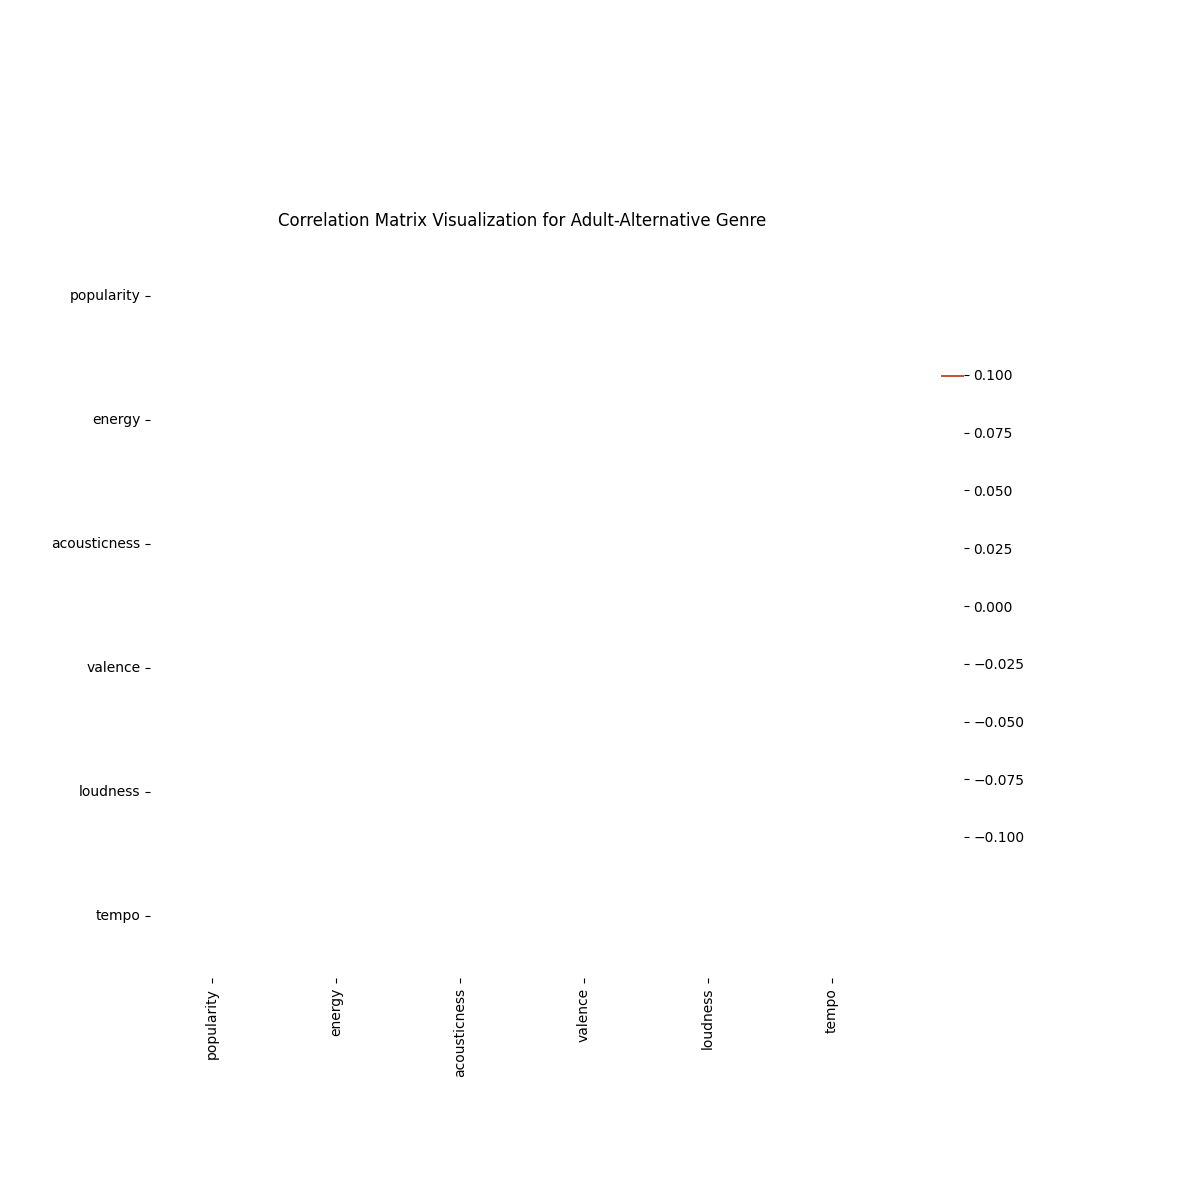 Correlation Matrix Visualization for Adult-Alternative Genre
popularity
energy
acousticness
valence
loudness
tempo
0.100
0.075
0.050
0.025
0.000
−0.025
−0.050
−0.075
−0.100
popularity
energy
acousticness
valence
loudness
tempo